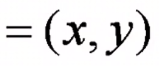 = (x, y)